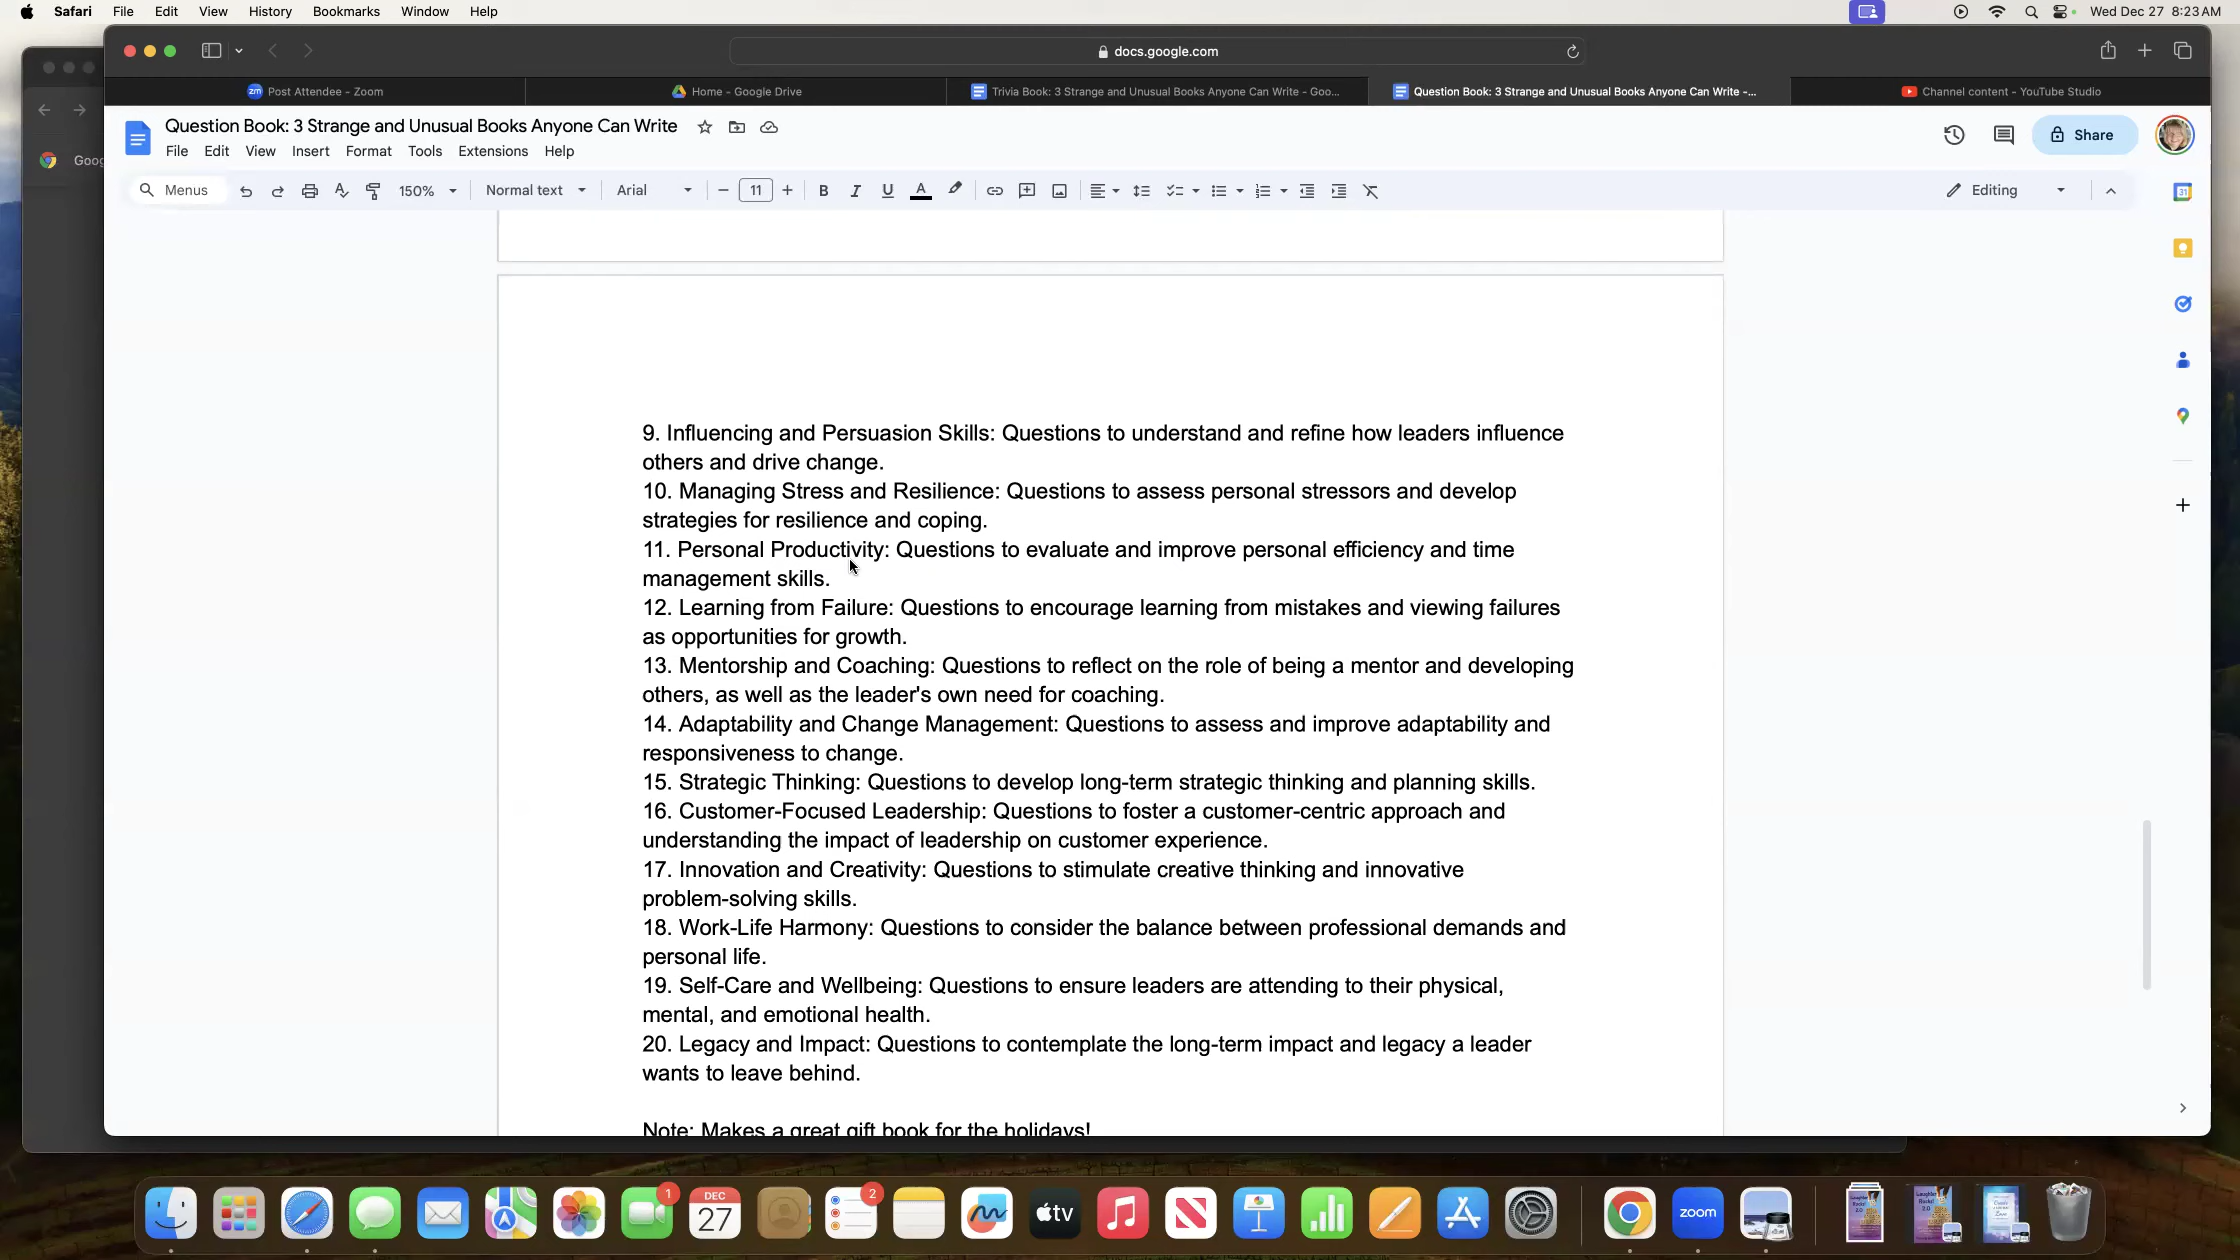 Safari File Edit View History Bookmarks Window Help
Wed Dec 27 8:23 AM
docs.google.com
zm Post Attendee - Zoom
Home - Google Drive
Trivia Book: 3 Strange and Unusual Books Anyone Can Write - Goo...
Question Book: 3 Strange and Unusual Books Anyone Can Write -...
Channel content - YouTube Studio
Goog
Question Book: 3 Strange and Unusual Books Anyone Can Write
File Edit View Insert Format Tools Extensions Help
Share
Menus
150%
Normal text
Arial
11
B I U A
Editing
31
9. Influencing and Persuasion Skills: Questions to understand and refine how leaders influence
others and drive change.
10. Managing Stress and Resilience: Questions to assess personal stressors and develop
strategies for resilience and coping.
11. Personal Productivity: Questions to evaluate and improve personal efficiency and time
management skills.
12. Learning from Failure: Questions to encourage learning from mistakes and viewing failures
as opportunities for growth.
13. Mentorship and Coaching: Questions to reflect on the role of being a mentor and developing
others, as well as the leader's own need for coaching.
14. Adaptability and Change Management: Questions to assess and improve adaptability and
responsiveness to change.
15. Strategic Thinking: Questions to develop long-term strategic thinking and planning skills.
16. Customer-Focused Leadership: Questions to foster a customer-centric approach and
understanding the impact of leadership on customer experience.
17. Innovation and Creativity: Questions to stimulate creative thinking and innovative
problem-solving skills.
18. Work-Life Harmony: Questions to consider the balance between professional demands and
personal life.
19. Self-Care and Wellbeing: Questions to ensure leaders are attending to their physical,
mental, and emotional health.
20. Legacy and Impact: Questions to contemplate the long-term impact and legacy a leader
wants to leave behind.
Note: Makes a great gift book for the holidays!
1
DEC
27
2
tv
zoom